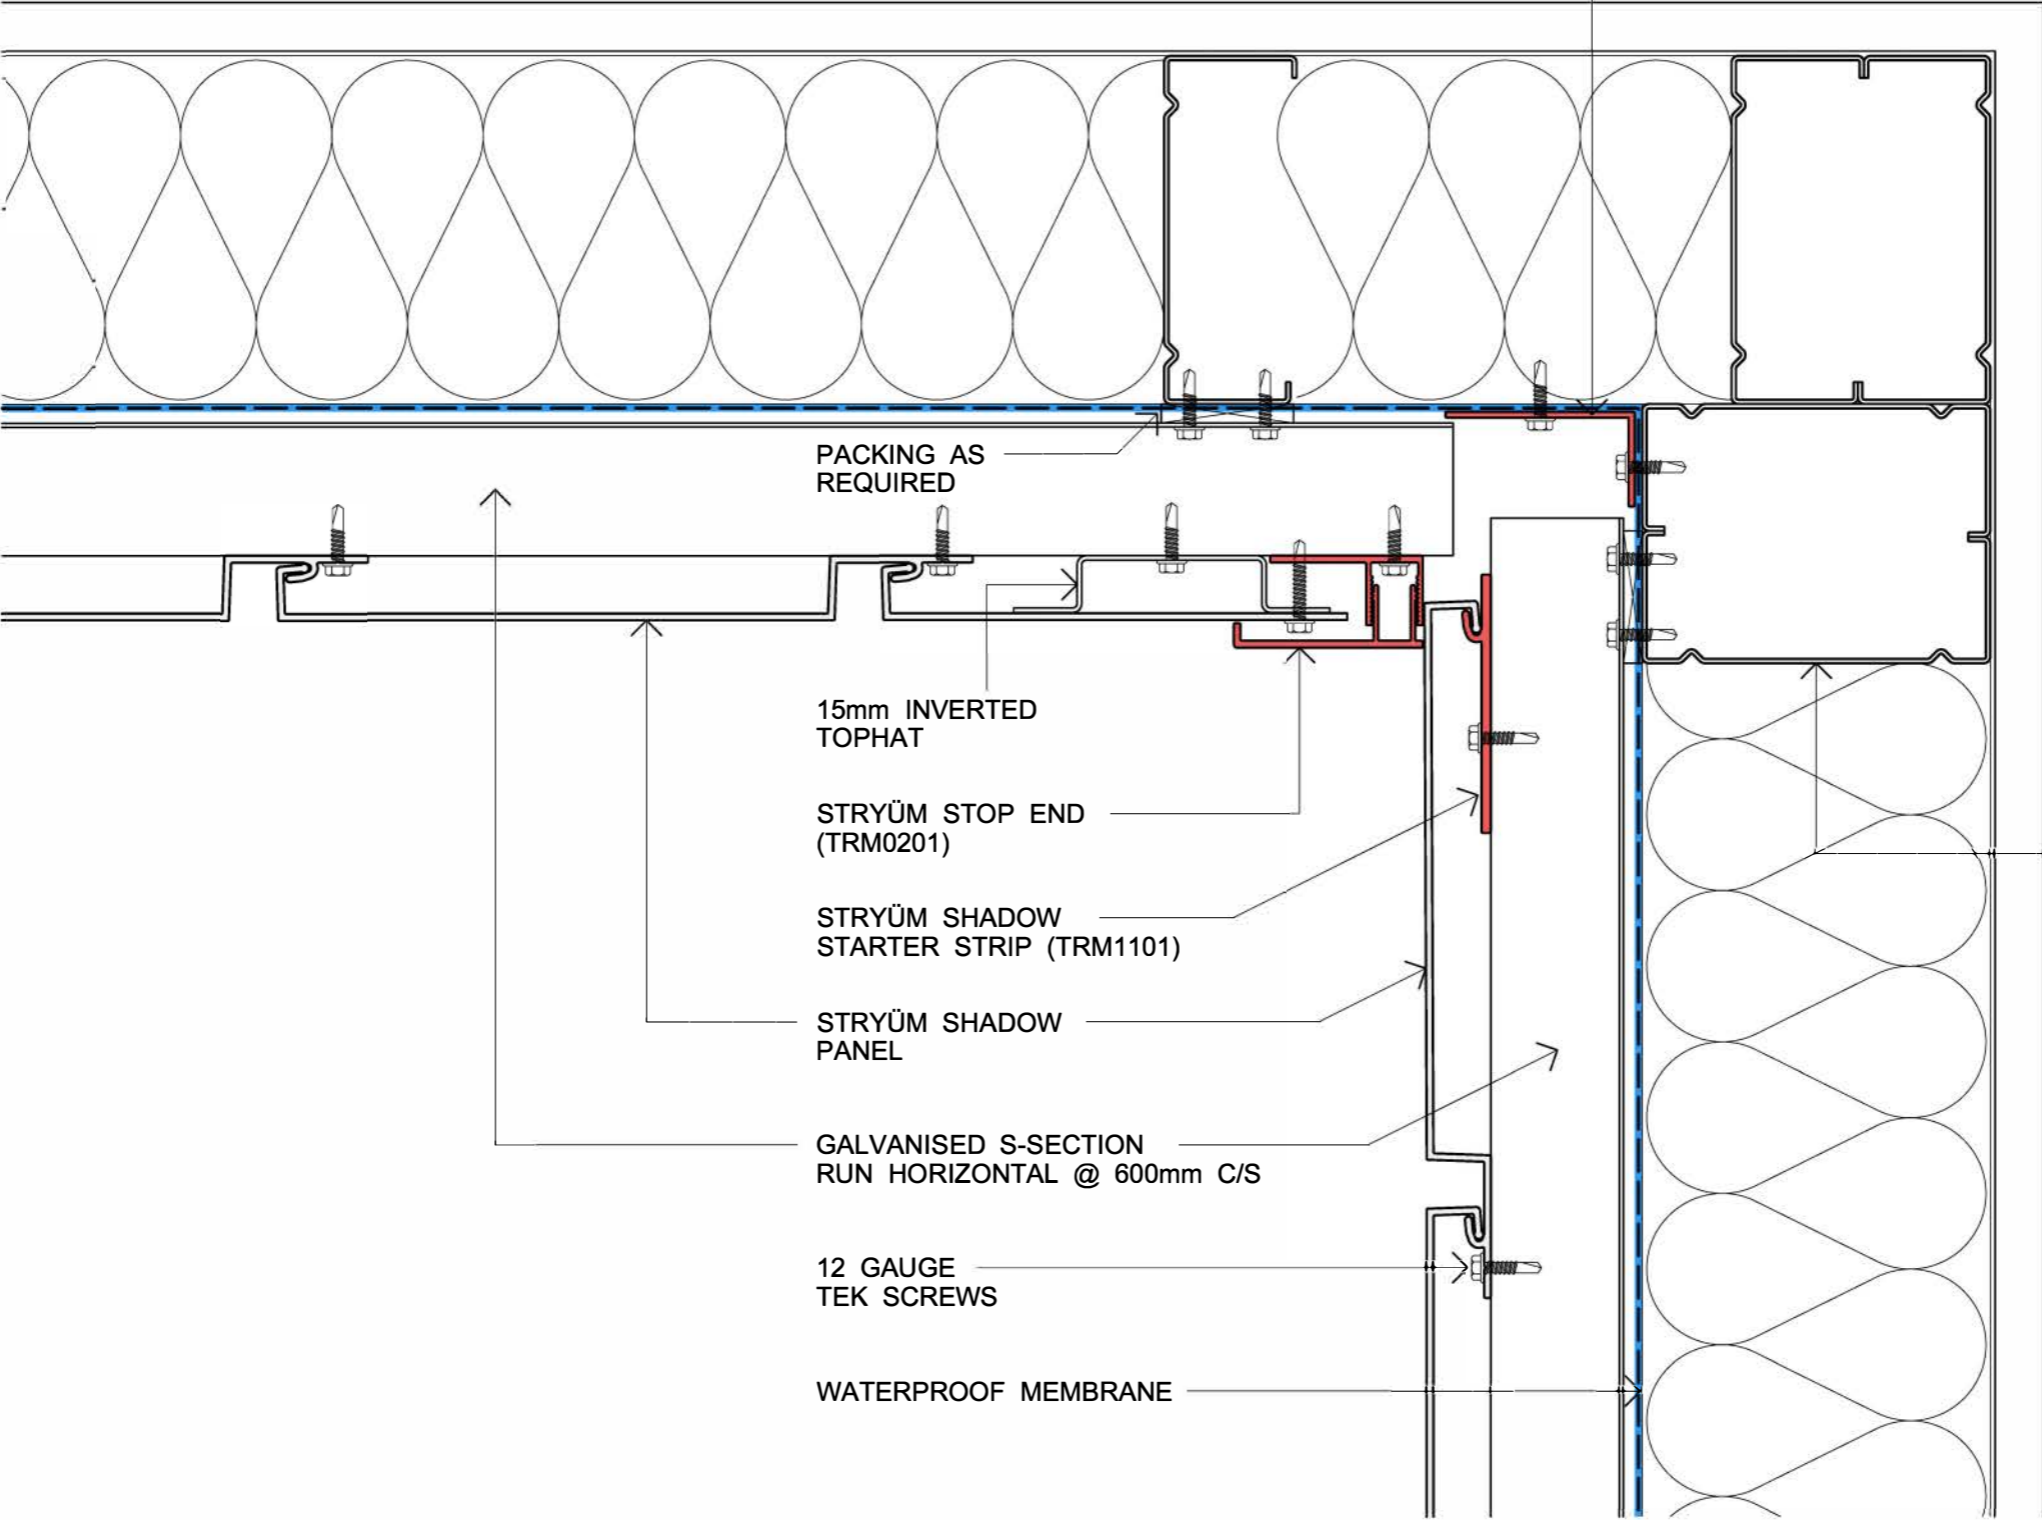 PACKING AS
REQUIRED
15mm INVERTED
TOPHAT
STRYÜM STOP END
(TRM0201)
STRYÜM SHADOW
STARTER STRIP (TRM1101)
STRYÜM SHADOW
PANEL
GALVANISED S-SECTION
RUN HORIZONTAL @ 600mm C/S
12 GAUGE
TEK SCREWS
WATERPROOF MEMBRANE